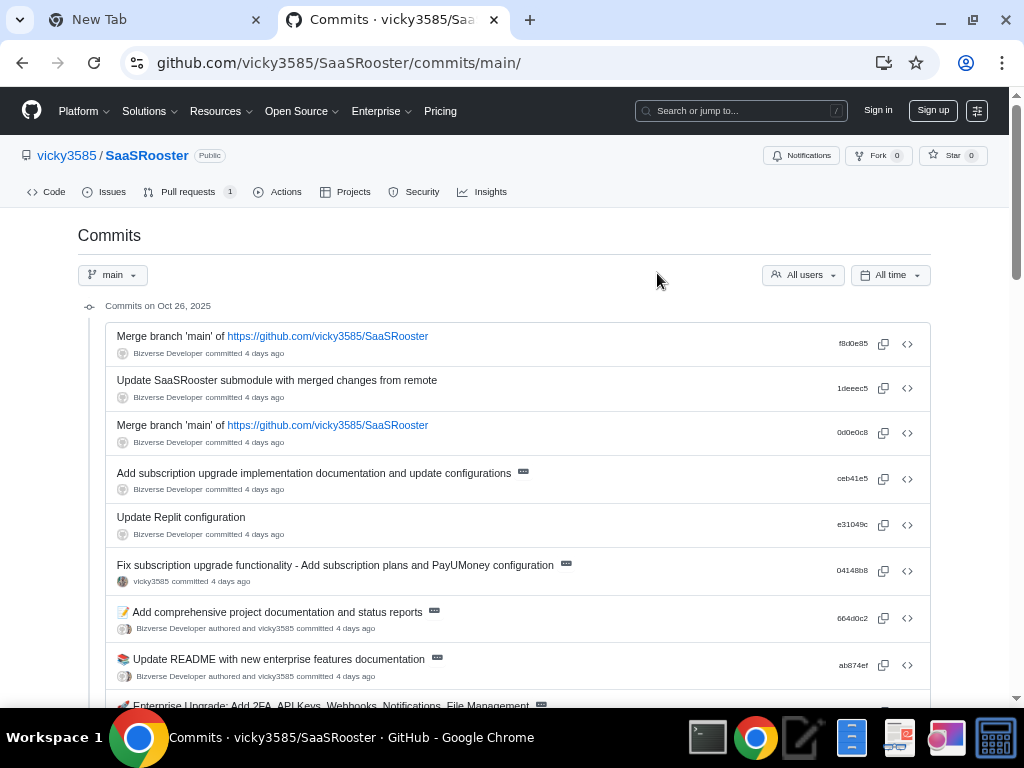 New Tab
Commits · vicky3585/Saa
github.com/vicky3585/SaaSRooster/commits/main/
Platform Solutions Resources Open Source Enterprise Pricing
Search or jump to... /
Sign in
Sign up
vicky3585 / SaaSRooster Public
Notifications
Fork 0
Star 0
Code Issues Pull requests 1 Actions Projects Security Insights
Commits
main
All users
All time
Commits on Oct 26, 2025
Merge branch 'main' of https://github.com/vicky3585/SaaSRooster
Bizverse Developer committed 4 days ago
f8d0e85
Update SaaSRooster submodule with merged changes from remote
Bizverse Developer committed 4 days ago
1deeec5
Merge branch 'main' of https://github.com/vicky3585/SaaSRooster
Bizverse Developer committed 4 days ago
0d0e0c8
Add subscription upgrade implementation documentation and update configurations
Bizverse Developer committed 4 days ago
ceb41e5
Update Replit configuration
Bizverse Developer committed 4 days ago
e31049c
Fix subscription upgrade functionality - Add subscription plans and PayUMoney configuration
vicky3585 committed 4 days ago
04148b8
📝 Add comprehensive project documentation and status reports
Bizverse Developer authored and vicky3585 committed 4 days ago
664d0c2
📚 Update README with new enterprise features documentation
Bizverse Developer authored and vicky3585 committed 4 days ago
ab874ef
🚀 Enterprise Upgrade: Add 2FA, API Keys, Webhooks, Notifications, File Management
Workspace 1
Commits · vicky3585/SaaSRooster · GitHub - Google Chrome